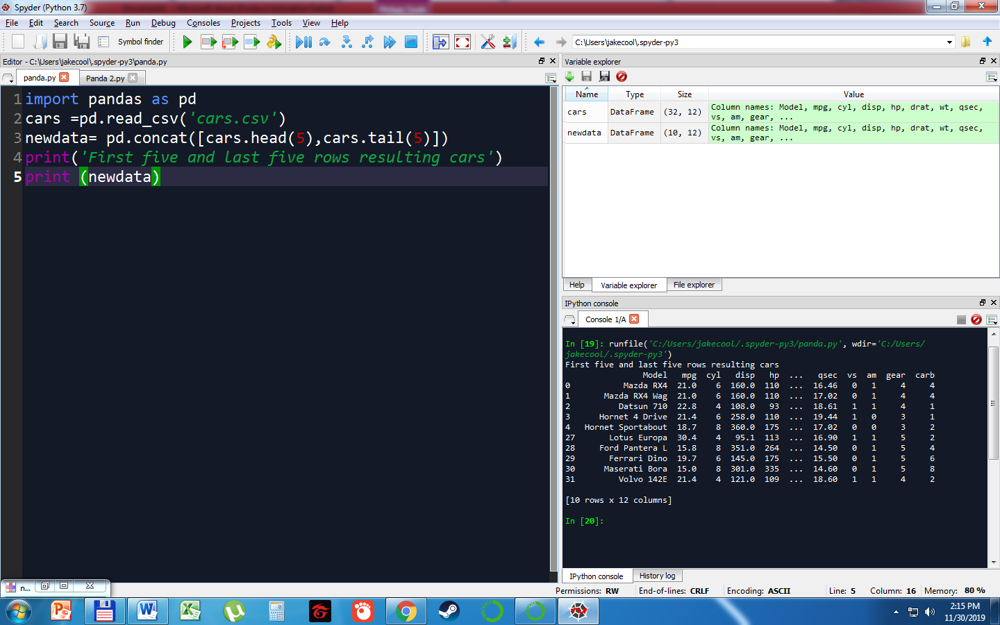 Spyder (Python 3.7)
File Edit Search Source Run Debug Consoles Projects Tools View Help
Symbol finder
C:\Users\jakecool\.spyder-py3
Editor - C:\Users\jakecool\.spyder-py3\panda.py
panda.py Panda 2.py
1 import pandas as pd
2 cars =pd.read_csv('cars.csv')
3 newdata= pd.concat([cars.head(5),cars.tail(5)])
4 print('First five and last five rows resulting cars')
5 print (newdata)
Variable explorer
Name Type Size Value
cars DataFrame (32, 12) Column names: Model, mpg, cyl, disp, hp, drat, wt, qsec,
vs, am, gear, ...
newdata DataFrame (10, 12) Column names: Model, mpg, cyl, disp, hp, drat, wt, qsec,
vs, am, gear, ...
Help Variable explorer File explorer
IPython console
Console 1/A
In [19]: runfile('C:/Users/jakecool/.spyder-py3/panda.py', wdir='C:/Users/
jakecool/.spyder-py3')
First five and last five rows resulting cars
Model mpg cyl disp hp ... qsec vs am gear carb
0 Mazda RX4 21.0 6 160.0 110 ... 16.46 0 1 4 4
1 Mazda RX4 Wag 21.0 6 160.0 110 ... 17.02 0 1 4 4
2 Datsun 710 22.8 4 108.0 93 ... 18.61 1 1 4 1
3 Hornet 4 Drive 21.4 6 258.0 110 ... 19.44 1 0 3 1
4 Hornet Sportabout 18.7 8 360.0 175 ... 17.02 0 0 3 2
27 Lotus Europa 30.4 4 95.1 113 ... 16.90 1 1 5 2
28 Ford Pantera L 15.8 8 351.0 264 ... 14.50 0 1 5 4
29 Ferrari Dino 19.7 6 145.0 175 ... 15.50 0 1 5 6
30 Maserati Bora 15.0 8 301.0 335 ... 14.60 0 1 5 8
31 Volvo 142E 21.4 4 121.0 109 ... 18.60 1 1 4 2
[10 rows x 12 columns]
In [20]:
IPython console History log
n...
Permissions: RW End-of-lines: CRLF Encoding: ASCII Line: 5 Column: 16 Memory: 80 %
2:15 PM
11/30/2019